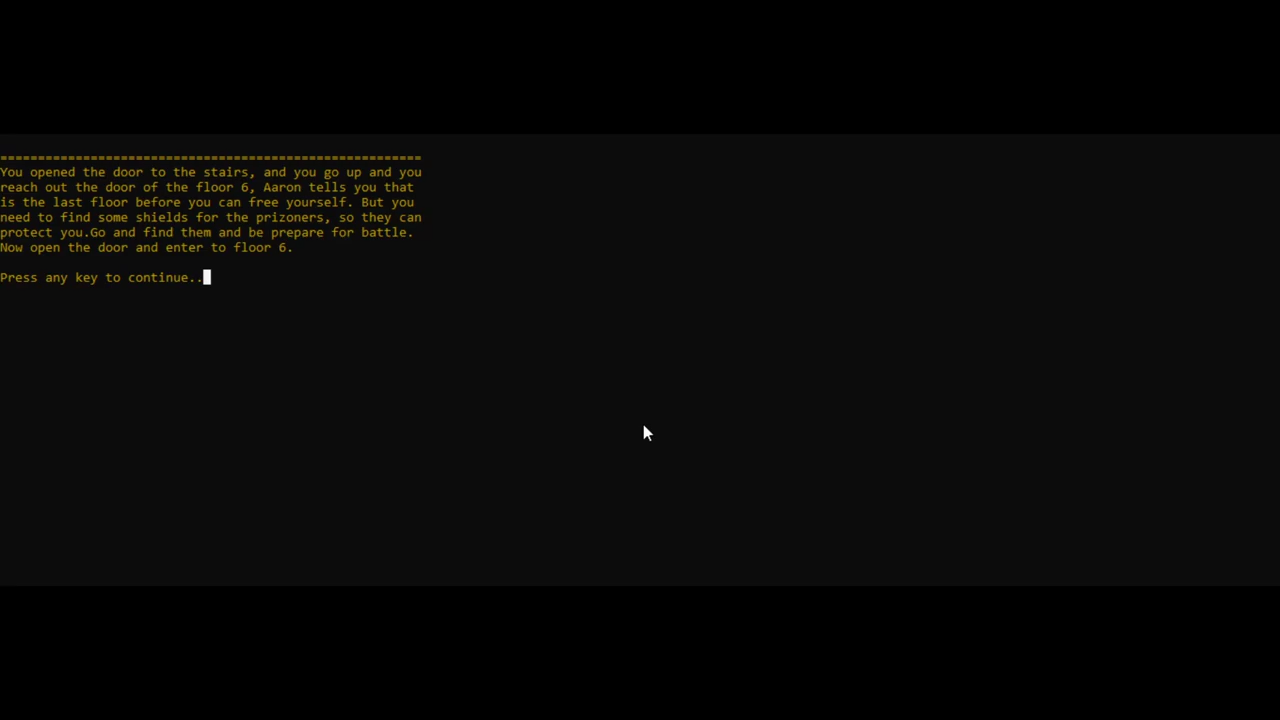 ========================================================
You opened the door to the stairs, and you go up and you
reach out the door of the floor 6, Aaron tells you that
is the last floor before you can free yourself. But you
need to find some shields for the prizoners, so they can
protect you.Go and find them and be prepare for battle.
Now open the door and enter to floor 6.
Press any key to continue..